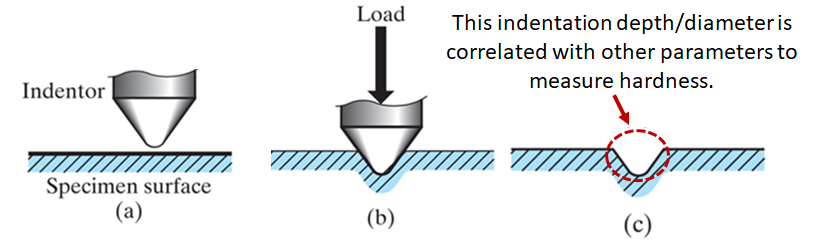 Indentor
Specimen surface
(a)
Load
(b)
This indentation depth/diameter is
correlated with other parameters to
measure hardness.
(c)